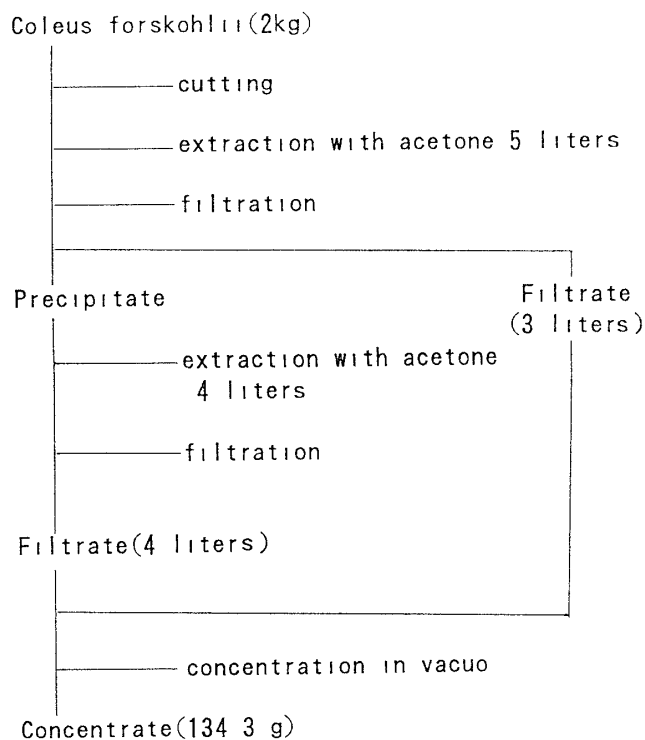 Coleus forskohlii(2kg)
cutting
extraction with acetone 5 liters
filtration
Precipitate
Filtrate
(3 liters)
extraction with acetone
4 liters
filtration
Filtrate(4 liters)
concentration in vacuo
Concentrate(134 3 g)